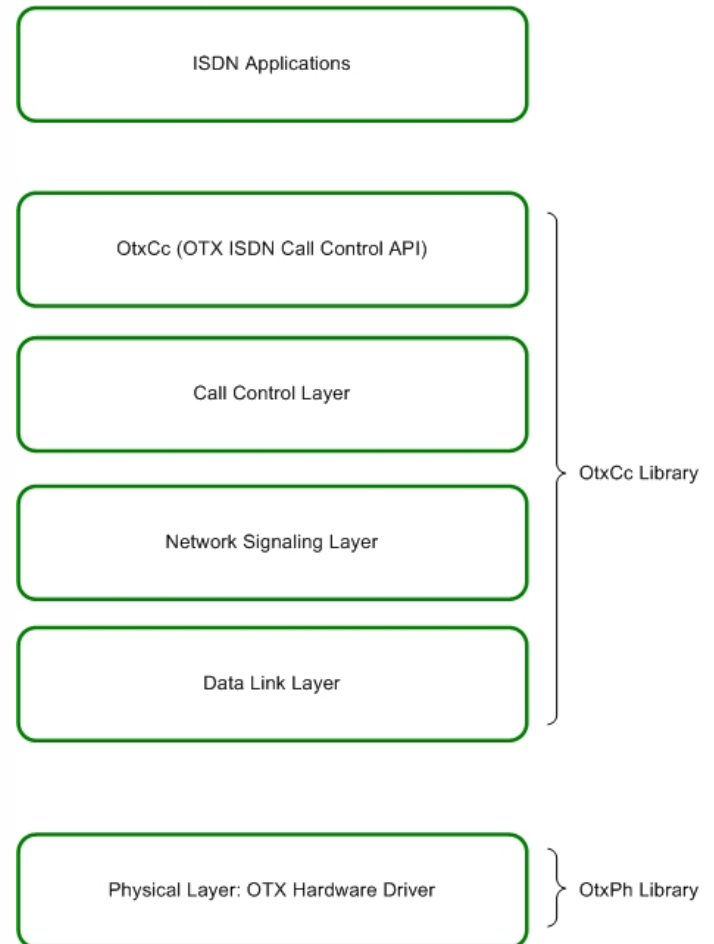 ISDN Applications
OtxCc (OTX ISDN Call Control API)
Call Control Layer
OtxCc Library
Network Signaling Layer
Data Link Layer
Physical Layer: OTX Hardware Driver
OtxPh Library